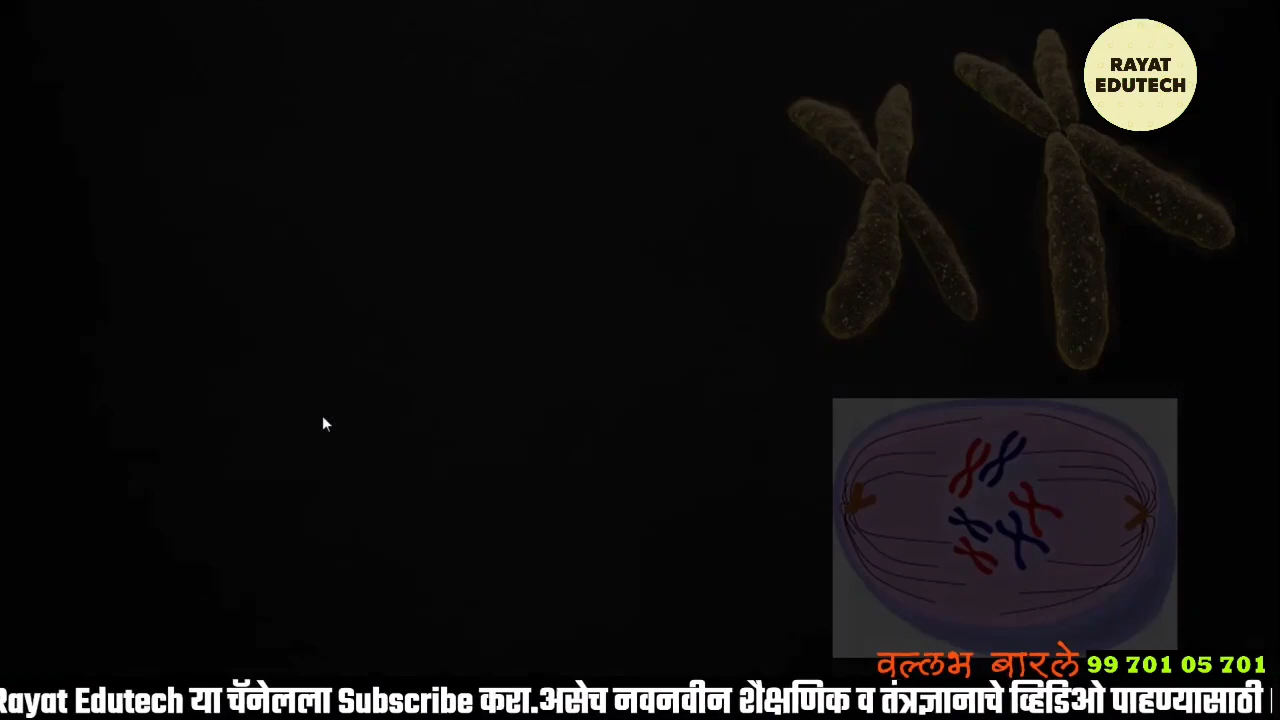 RAYAT
EDUTECH
वल्लभ बारले 99 701 05 701
Rayat Edutech या चॅनेलला Subscribe करा.असेच नवनवीन शैक्षणिक व तंत्रज्ञानाचे व्हिडिओ पाहण्यासाठी